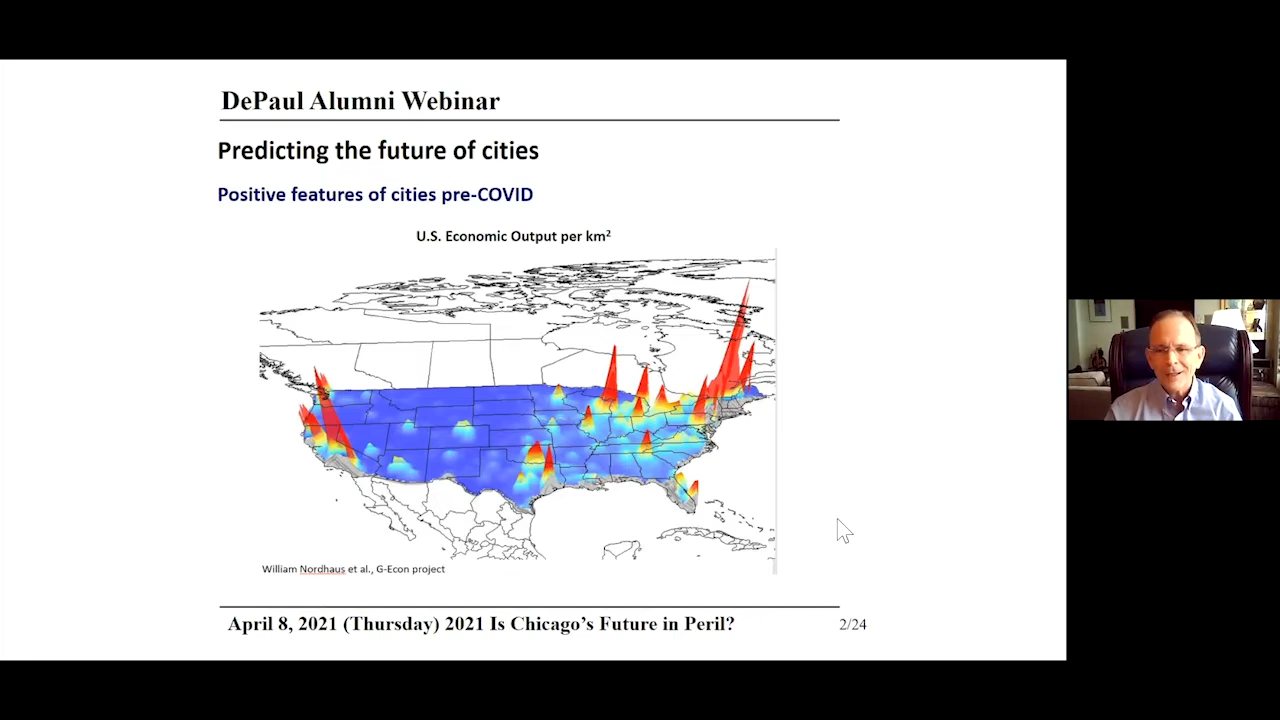 DePaul Alumni Webinar
Predicting the future of cities
Positive features of cities pre-COVID
U.S. Economic Output per km²
William Nordhaus et al., G-Econ project
April 8, 2021 (Thursday) 2021 Is Chicago’s Future in Peril?
2/24